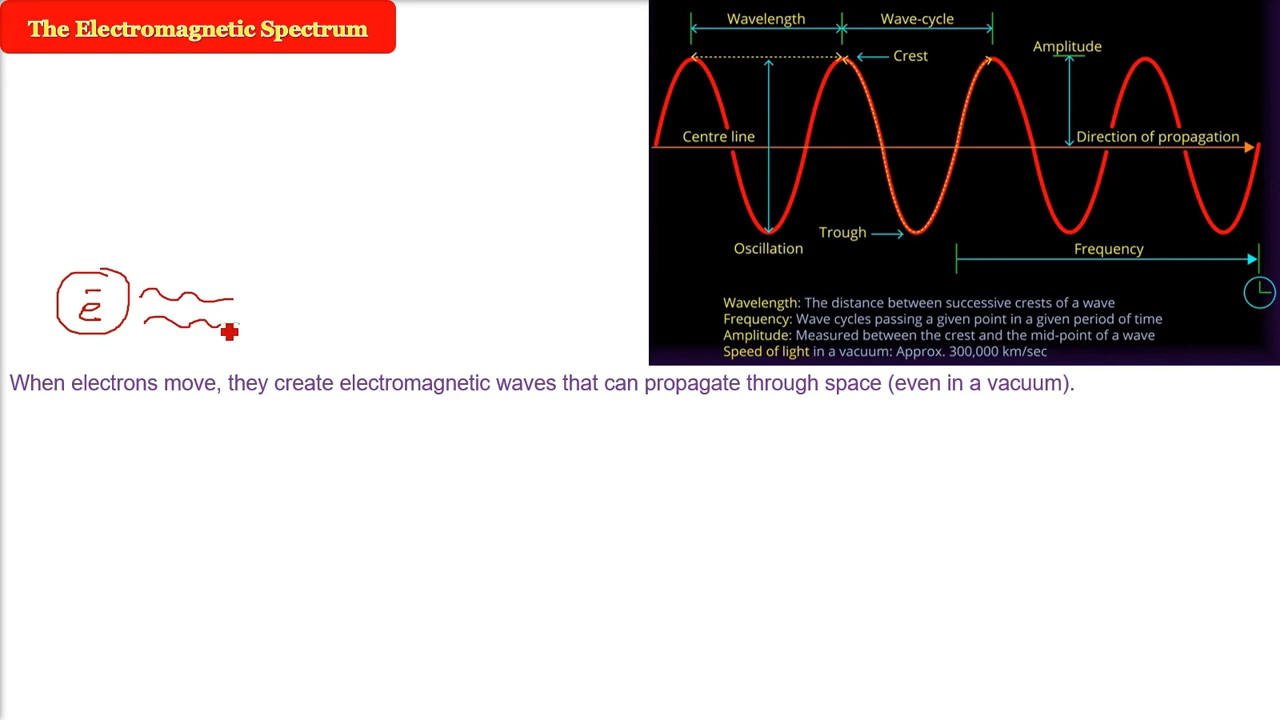 The Electromagnetic Spectrum
Wavelength
Wave-cycle
Crest
Amplitude
Centre line
Direction of propagation
Trough
Oscillation
Frequency
Wavelength: The distance between successive crests of a wave
Frequency: Wave cycles passing a given point in a given period of time
Amplitude: Measured between the crest and the mid-point of a wave
Speed of light in a vacuum: Approx. 300,000 km/sec
ē
When electrons move, they create electromagnetic waves that can propagate through space (even in a vacuum).